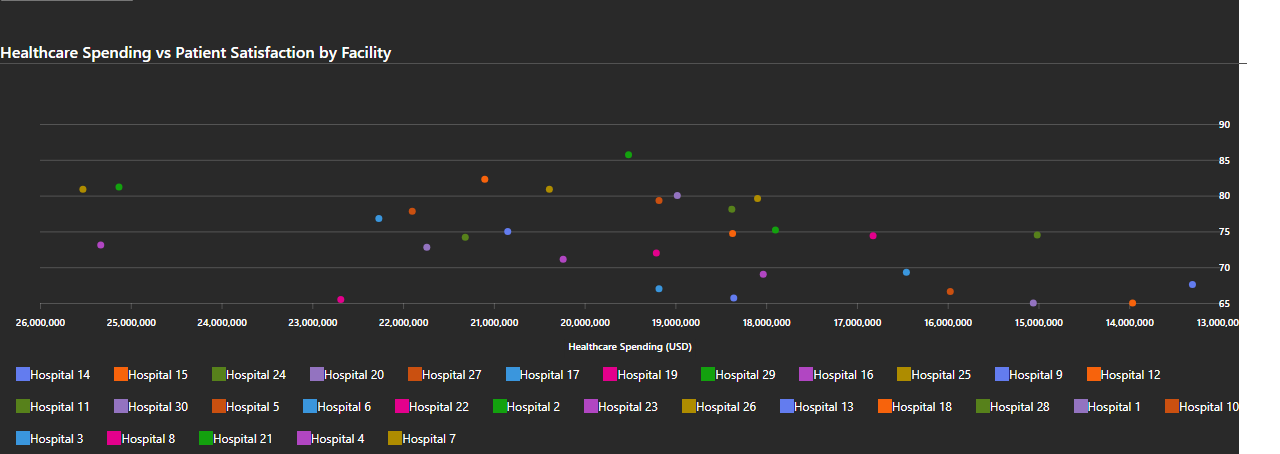 Healthcare Spending vs Patient Satisfaction by Facility
90
85
80
75
70
65
26,000,000 25,000,000 24,000,000 23,000,000 22,000,000 21,000,000 20,000,000 19,000,000 18,000,000 17,000,000 16,000,000 15,000,000 14,000,000 13,000,00
Healthcare Spending (USD)
Hospital 14 Hospital 15 Hospital 24 Hospital 20 Hospital 27 Hospital 17 Hospital 19 Hospital 29 Hospital 16 Hospital 25 Hospital 9 Hospital 12
Hospital 11 Hospital 30 Hospital 5 Hospital 6 Hospital 22 Hospital 2 Hospital 23 Hospital 26 Hospital 13 Hospital 18 Hospital 28 Hospital 1 Hospital 10
Hospital 3 Hospital 8 Hospital 21 Hospital 4 Hospital 7